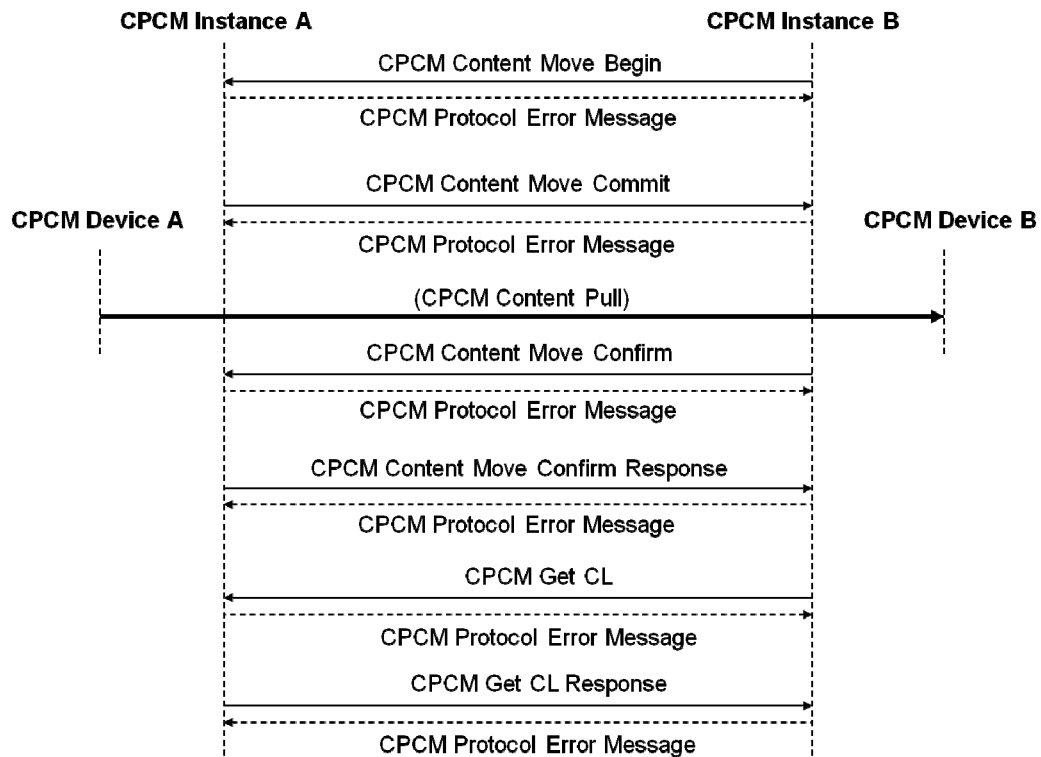 CPCM Instance A
CPCM Instance B
CPCM Content Move Begin
CPCM Protocol Error Message
CPCM Content Move Commit
CPCM Device A
CPCM Device B
CPCM Protocol Error Message
(CPCM Content Pull)
CPCM Content Move Confirm
CPCM Protocol Error Message
CPCM Content Move Confirm Response
CPCM Protocol Error Message
CPCM Get CL
CPCM Protocol Error Message
CPCM Get CL Response
CPCM Protocol Error Message